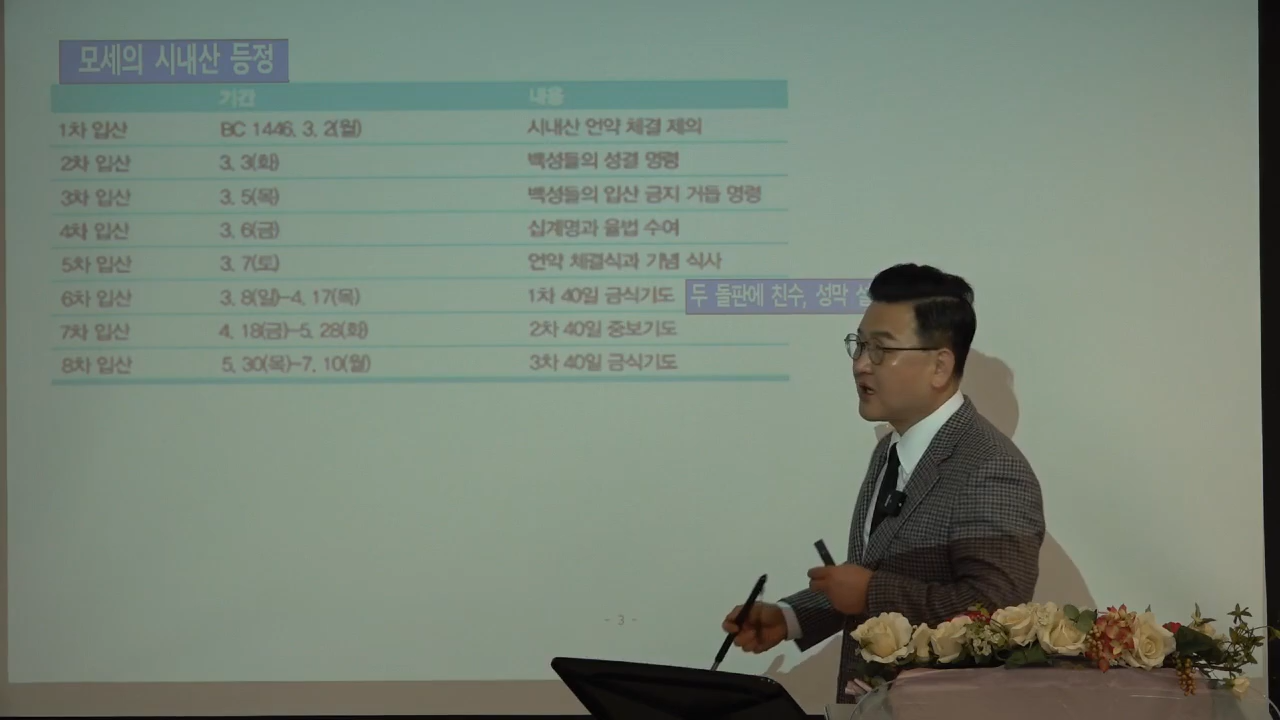 모세의 시내산 등정
기간 내용
1차 입산 BC 1446. 3. 2(월) 시내산 언약 체결 제의
2차 입산 3. 3(화) 백성들의 성결 명령
3차 입산 3. 5(목) 백성들의 입산 금지 거듭 명령
4차 입산 3. 6(금) 십계명과 율법 수여
5차 입산 3. 7(토) 언약 체결식과 기념 식사
6차 입산 3. 8(일)-4. 17(목) 1차 40일 금식기도 두 돌판에 친수, 성막
7차 입산 4. 18(금)-5. 28(화) 2차 40일 중보기도
8차 입산 5. 30(목)-7. 10(월) 3차 40일 금식기도
- 3 -